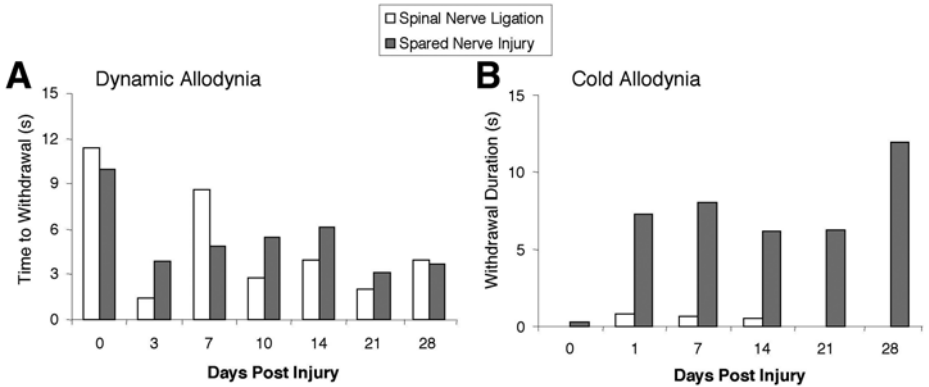 Spinal Nerve Ligation
Spared Nerve Injury
A
Dynamic Allodynia
Time to Withdrawal (s)
15
12
9
6
3
0
0 3 7 10 14 21 28
Days Post Injury
B
Cold Allodynia
Withdrawal Duration (s)
15
10
5
0
0 1 7 14 21 28
Days Post Injury